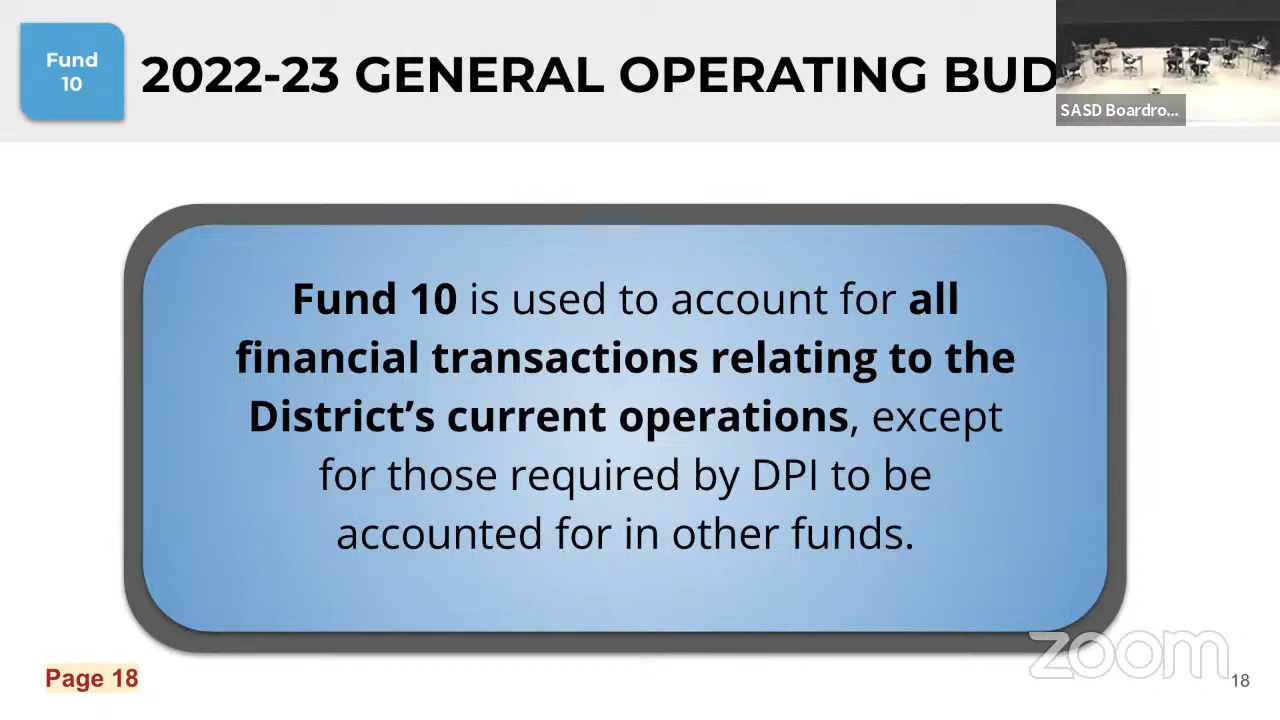 Fund
10
2022-23 GENERAL OPERATING BUD
SASD Boardro...
Fund 10 is used to account for all
financial transactions relating to the
District’s current operations, except
for those required by DPI to be
accounted for in other funds.
zoom
Page 18
18